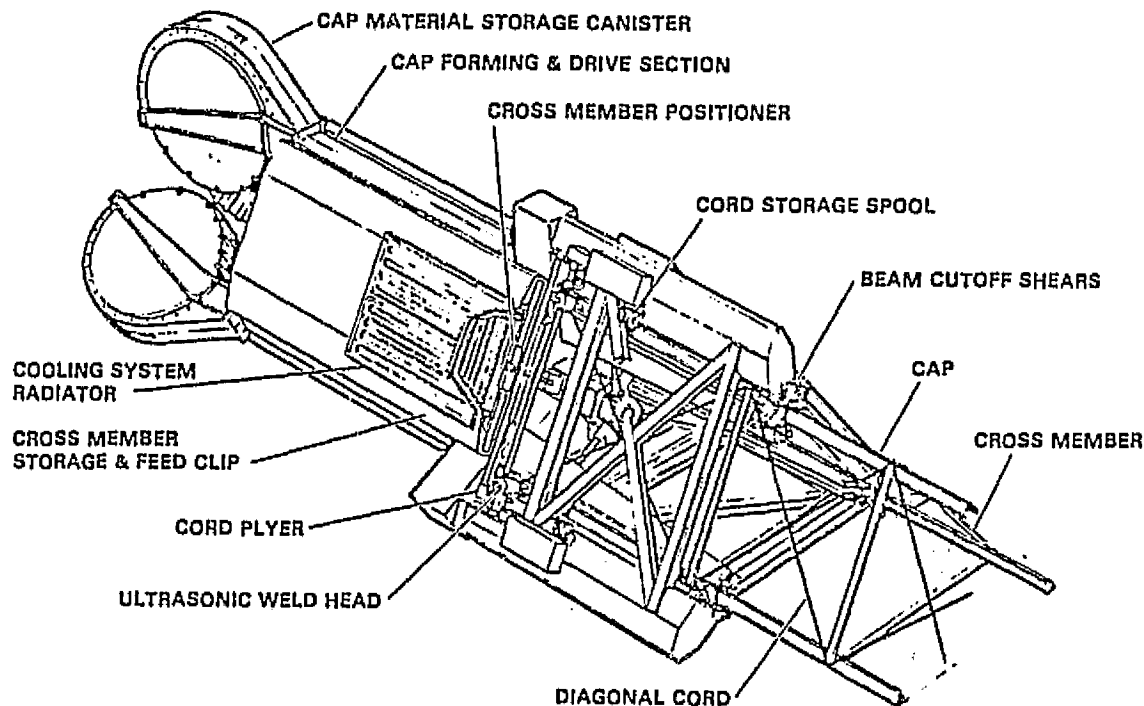 CAP MATERIAL STORAGE CANISTER
CAP FORMING & DRIVE SECTION
CROSS MEMBER POSITIONER
CORD STORAGE SPOOL
BEAM CUTOFF SHEARS
CAP
CROSS MEMBER
COOLING SYSTEM
RADIATOR
CROSS MEMBER
STORAGE & FEED CLIP
CORD PLYER
ULTRASONIC WELD HEAD
DIAGONAL CORD